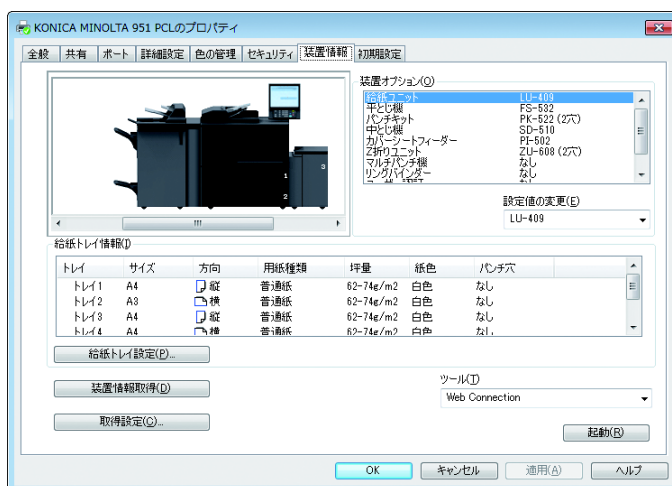 KONICA MINOLTA 951 PCLのプロパティ
全般 共有 ポート 詳細設定 色の管理 セキュリティ 装置情報 初期設定
装置オプション(O)
給紙ユニット LU-409
平とじ機 FS-532
パンチキット PK-522 (2穴)
中とじ機 SD-510
カバーシートフィーダー PI-502
Z折りユニット ZU-608 (2穴)
マルチパンチ機 なし
リングバインダー なし
設定値の変更(E)
LU-409
給紙トレイ情報(I)
トレイ サイズ 方向 用紙種類 坪量 紙色 パンチ穴
トレイ1 A4 縦 普通紙 62-74g/m2 白色 なし
トレイ2 A3 横 普通紙 62-74g/m2 白色 なし
トレイ3 A4 縦 普通紙 62-74g/m2 白色 なし
トレイ4 A4 横 普通紙 62-74g/m2 白色 なし
給紙トレイ設定(P)...
装置情報取得(D)
取得設定(C)...
ツール(T)
Web Connection
起動(R)
OK キャンセル 適用(A) ヘルプ
1
2
3